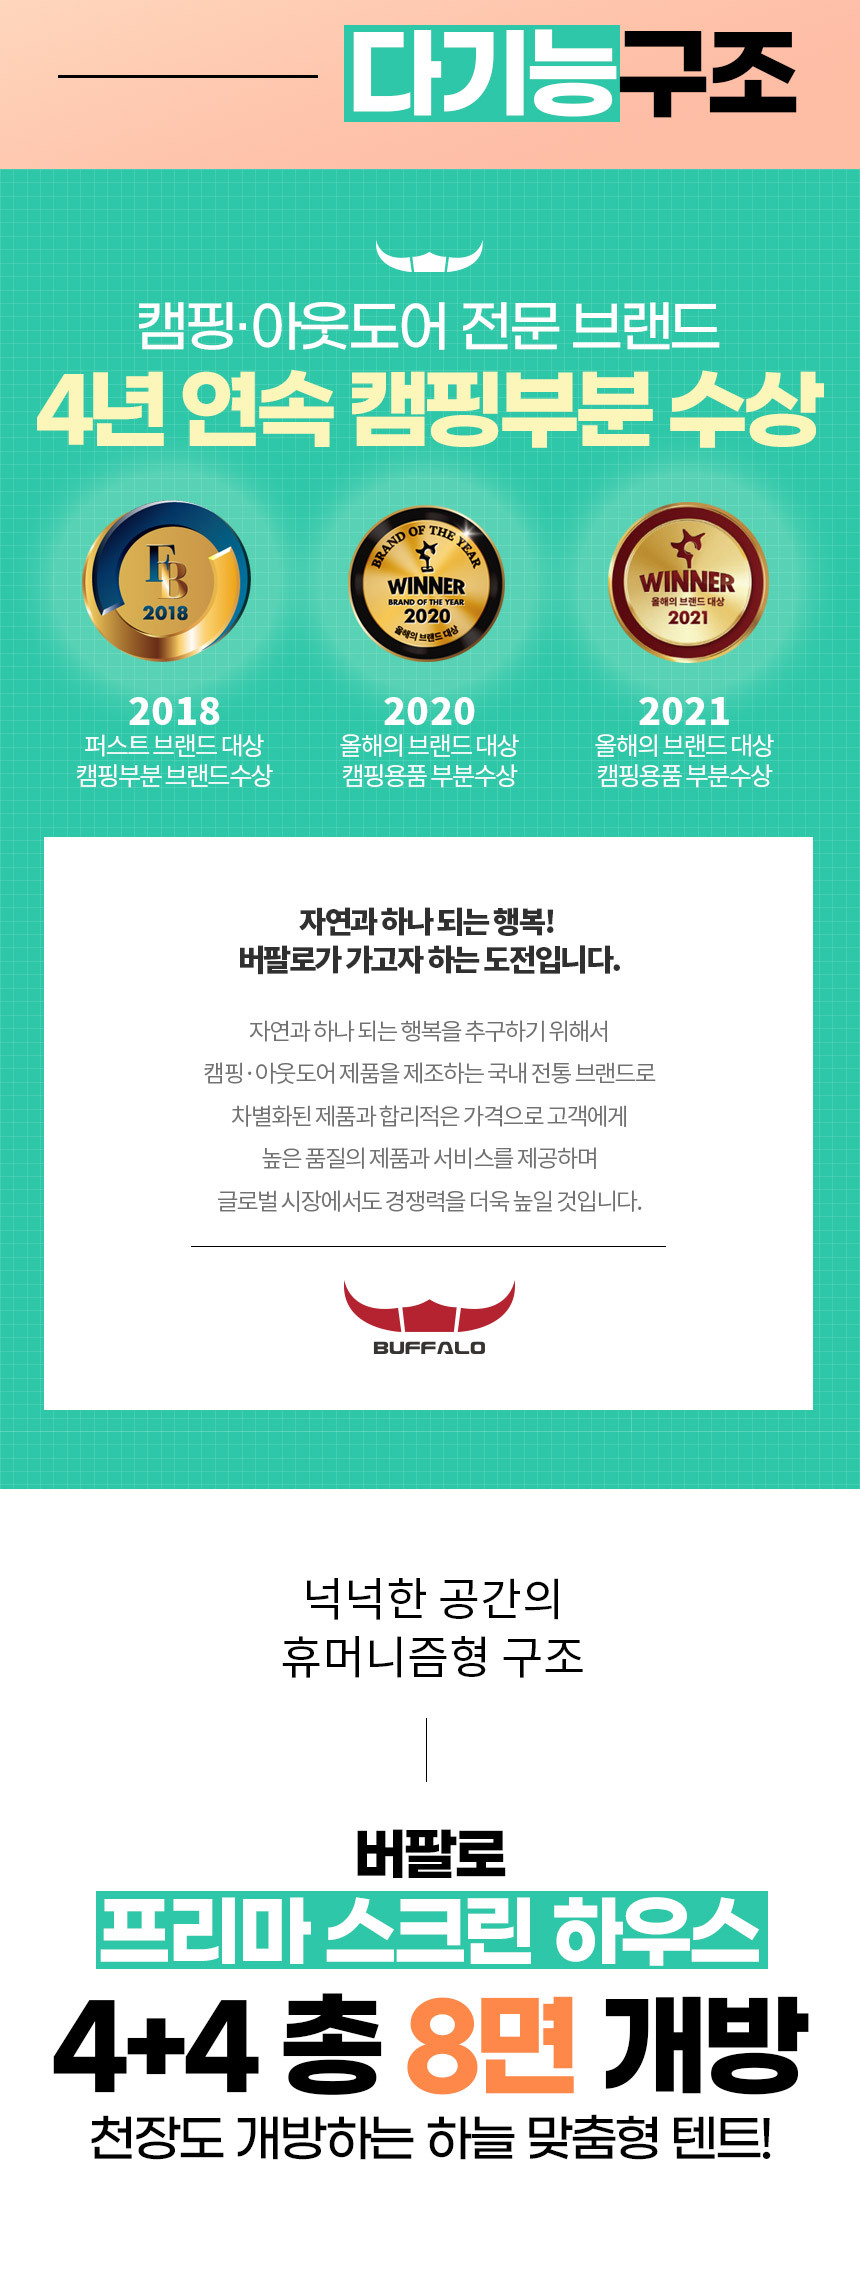 다기능구조
캠핑·아웃도어 전문 브랜드
4년 연속 캠핑부분 수상
FB
2018
BRAND OF THE YEAR
WINNER
BRAND OF THE YEAR
2020
올해의 브랜드 대상
WINNER
올해의 브랜드 대상
2021
2018
퍼스트 브랜드 대상
캠핑부분 브랜드수상
2020
올해의 브랜드 대상
캠핑용품 부분수상
2021
올해의 브랜드 대상
캠핑용품 부분수상
자연과 하나 되는 행복!
버팔로가 가고자 하는 도전입니다.
자연과 하나 되는 행복을 추구하기 위해서
캠핑·아웃도어 제품을 제조하는 국내 전통 브랜드로
차별화된 제품과 합리적은 가격으로 고객에게
높은 품질의 제품과 서비스를 제공하며
글로벌 시장에서도 경쟁력을 더욱 높일 것입니다.
BUFFALO
넉넉한 공간의
휴머니즘형 구조
버팔로
프리마 스크린 하우스
4+4 총 8면 개방
천장도 개방하는 하늘 맞춤형 텐트!